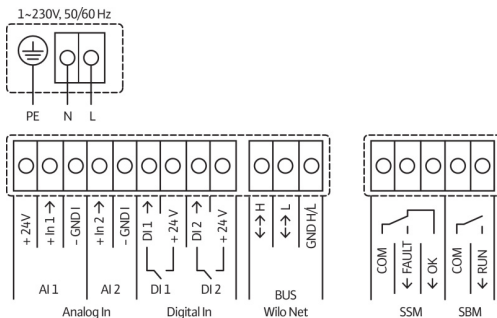 1~230V, 50/60 Hz
PE N L
+ 24V
+ In 1 →
- GND I
+ In 2 →
- GND I
DI 1 →
+ 24 V
DI 2 →
+ 24 V
↔ H
↔ L
GND H/L
COM
← FAULT
← OK
COM
← RUN
AI 1 AI 2 DI 1 DI 2
Analog In Digital In
BUS
Wilo Net
SSM SBM